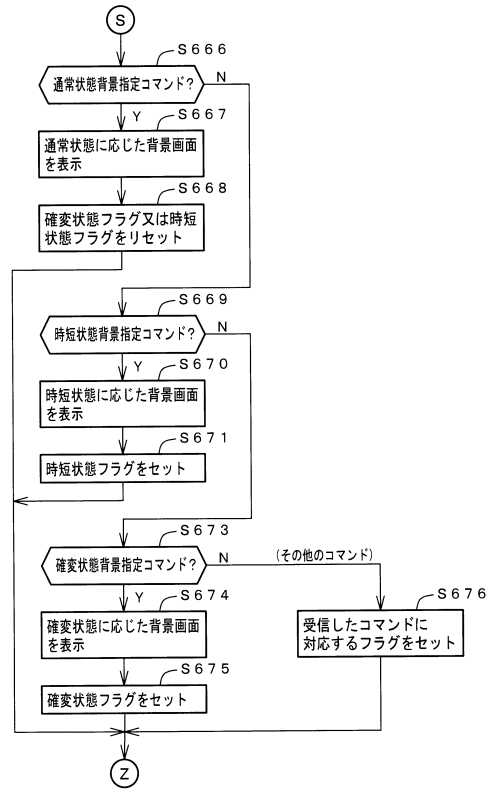 S
S666
通常状態背景指定コマンド?
N
Y
S667
通常状態に応じた背景画面
を表示
S668
確変状態フラグ又は時短
状態フラグをリセット
S669
時短状態背景指定コマンド?
N
Y
S670
時短状態に応じた背景画面
を表示
S671
時短状態フラグをセット
S673
確変状態背景指定コマンド?
N
(その他のコマンド)
Y
S674
確変状態に応じた背景画面
を表示
S676
受信したコマンドに
対応するフラグをセット
S675
確変状態フラグをセット
Z